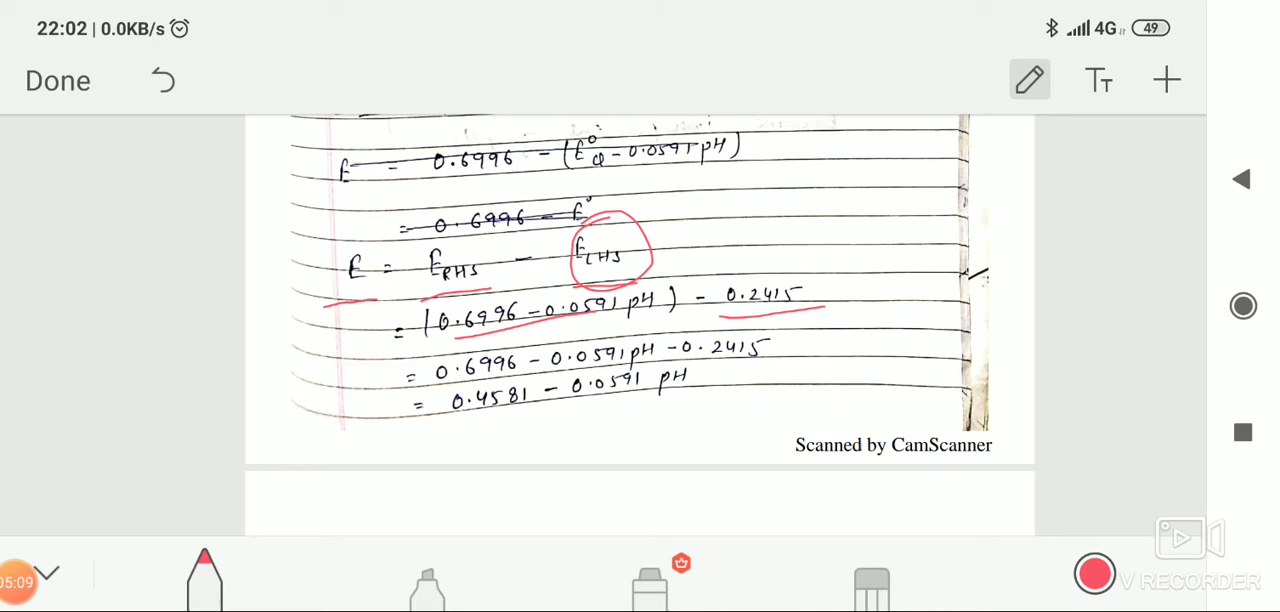 22:02 | 0.0KB/s 4G 49
Done
E = 0.6996 - (E°Q - 0.0591 pH)
= 0.6996 - E°
E = ERHS - ELHS
= (0.6996 - 0.0591 pH) - 0.2415
= 0.6996 - 0.0591 pH - 0.2415
= 0.4581 - 0.0591 pH
Scanned by CamScanner
05:09
V RECORDER